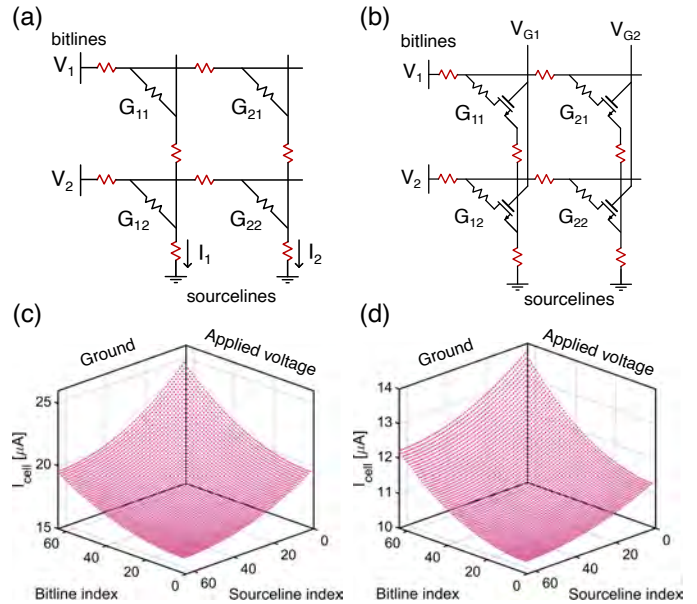 (a)
bitlines
V1
G11
G21
V2
G12
G22
I1
I2
sourcelines
(b)
VG1
VG2
bitlines
V1
G11
G21
V2
G12
G22
sourcelines
(c)
Ground
Applied voltage
Icell [μA]
25
20
15
60
40
20
0
Bitline index
60
40
20
0
Sourceline index
(d)
Ground
Applied voltage
Icell [μA]
14
13
12
11
10
60
40
20
0
Bitline index
60
40
20
0
Sourceline index